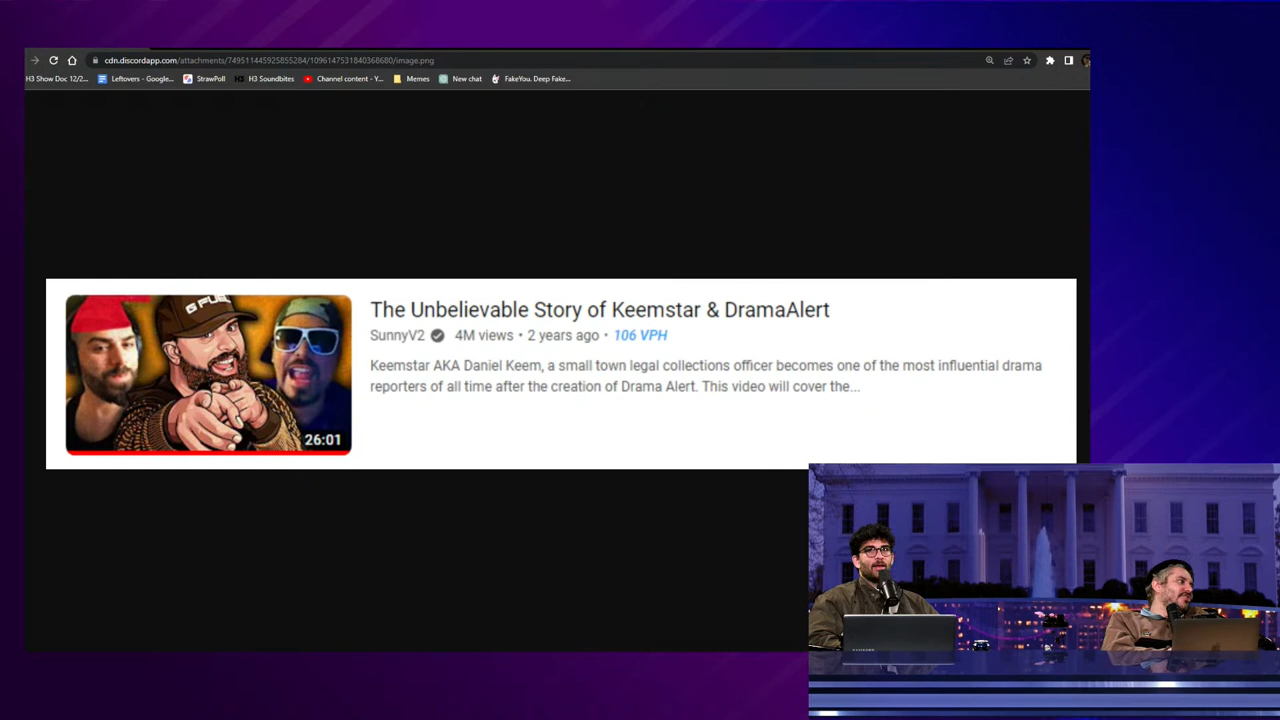 cdn.discordapp.com/attachments/749511445925855284/1096147531840368680/image.png
H3 Show Doc 12/2...
Leftovers - Google...
StrawPoll
H3 Soundbites
Channel content - Y...
Memes
New chat
FakeYou. Deep Fake...
G FUEL
26:01
The Unbelievable Story of Keemstar & DramaAlert
SunnyV2 4M views • 2 years ago • 106 VPH
Keemstar AKA Daniel Keem, a small town legal collections officer becomes one of the most influential drama
reporters of all time after the creation of Drama Alert. This video will cover the...